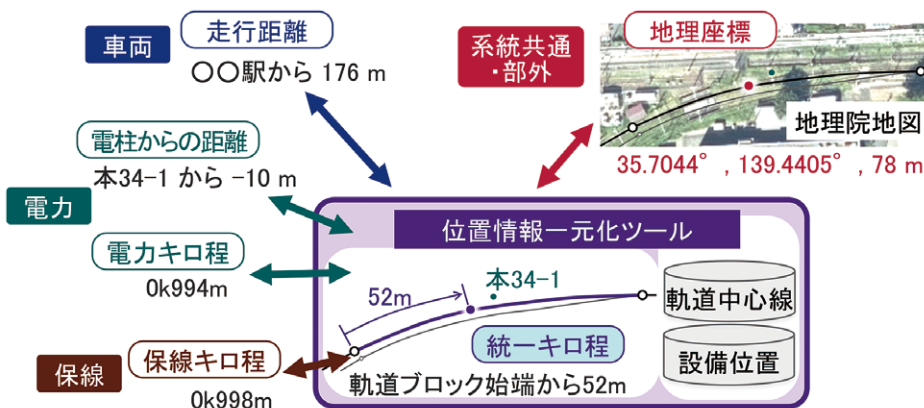 車両
走行距離
〇〇駅から 176 m
系統共通
・部外
地理座標
地理院地図
35.7044° , 139.4405° , 78 m
電柱からの距離
本34-1 から -10 m
電力
電力キロ程
0k994m
保線
保線キロ程
0k998m
位置情報一元化ツール
52m
本34-1
統一キロ程
軌道ブロック始端から52m
軌道中心線
設備位置